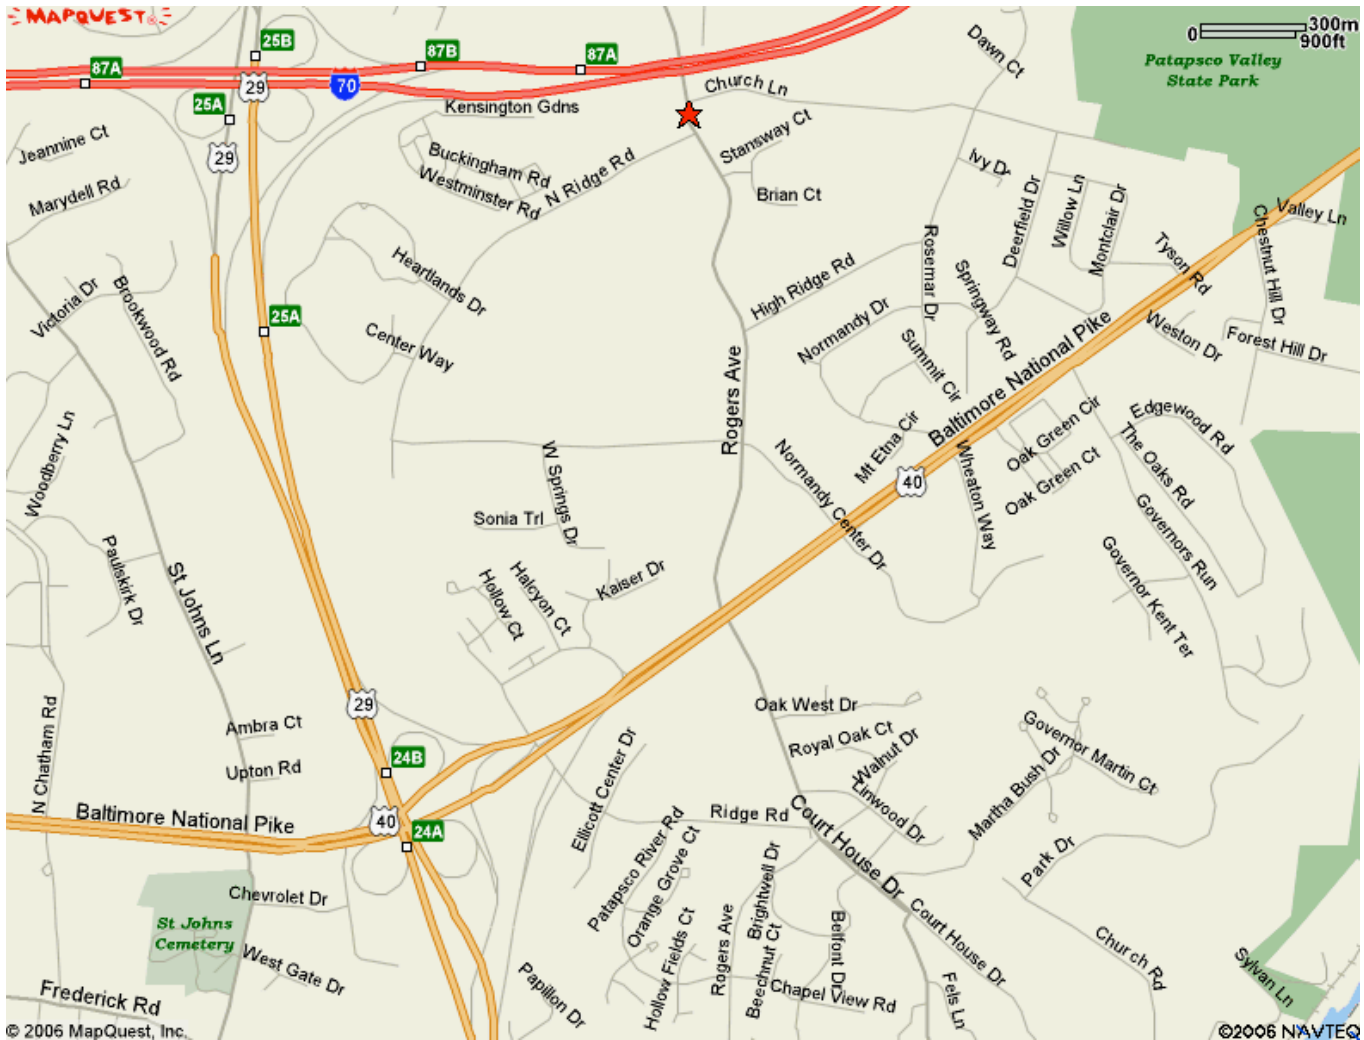 MAPQUEST
0 300m
900ft
25B
87B
87A
87A
29
70
25A
Dawn Ct
Patapsco Valley
State Park
Church Ln
Kensington Gdns
Jeannine Ct
29
Stansway Ct
Buckingham Rd
Westminster Rd
N Ridge Rd
Marydell Rd
Brian Ct
Ivy Dr
Deerfield Dr
Willow Ln
Montclair Dr
Valley Ln
Chestnut Hill Dr
Tyson Rd
Rosemar Dr
Springway Rd
High Ridge Rd
Heartlands Dr
Victoria Dr
Brookwood Rd
25A
Center Way
Normandy Dr
Summit Cir
Weston Dr
Forest Hill Dr
Rogers Ave
Baltimore National Pike
Mt Etna Cir
Oak Green Cir
Oak Green Ct
Edgewood Rd
The Oaks Rd
Woodberry Ln
W Springs Dr
Normandy Center Dr
40
Wheaton Way
Governors Run
Sonia Trl
Paulskirk Dr
St Johns Ln
Hollow Ct
Halcyon Ct
Kaiser Dr
Governor Kent Ter
N Chatham Rd
29
Ambra Ct
Oak West Dr
Royal Oak Ct
Walnut Dr
Linwood Dr
Governor Martin Ct
Martha Bush Dr
24B
Upton Rd
Ellicott Center Dr
Baltimore National Pike
40
24A
Ridge Rd
Court House Dr
Patapsco River Rd
Orange Grove Ct
Park Dr
Chevrolet Dr
St Johns
Cemetery
West Gate Dr
Brightwell Dr
Rogers Ave
Beechnut Ct
Belfont Dr
Hollow Fields Ct
Court House Dr
Church Rd
Sylvan Ln
Papillon Dr
Chapel View Rd
Fels Ln
Frederick Rd
© 2006 MapQuest, Inc.
©2006 NAVTEQ